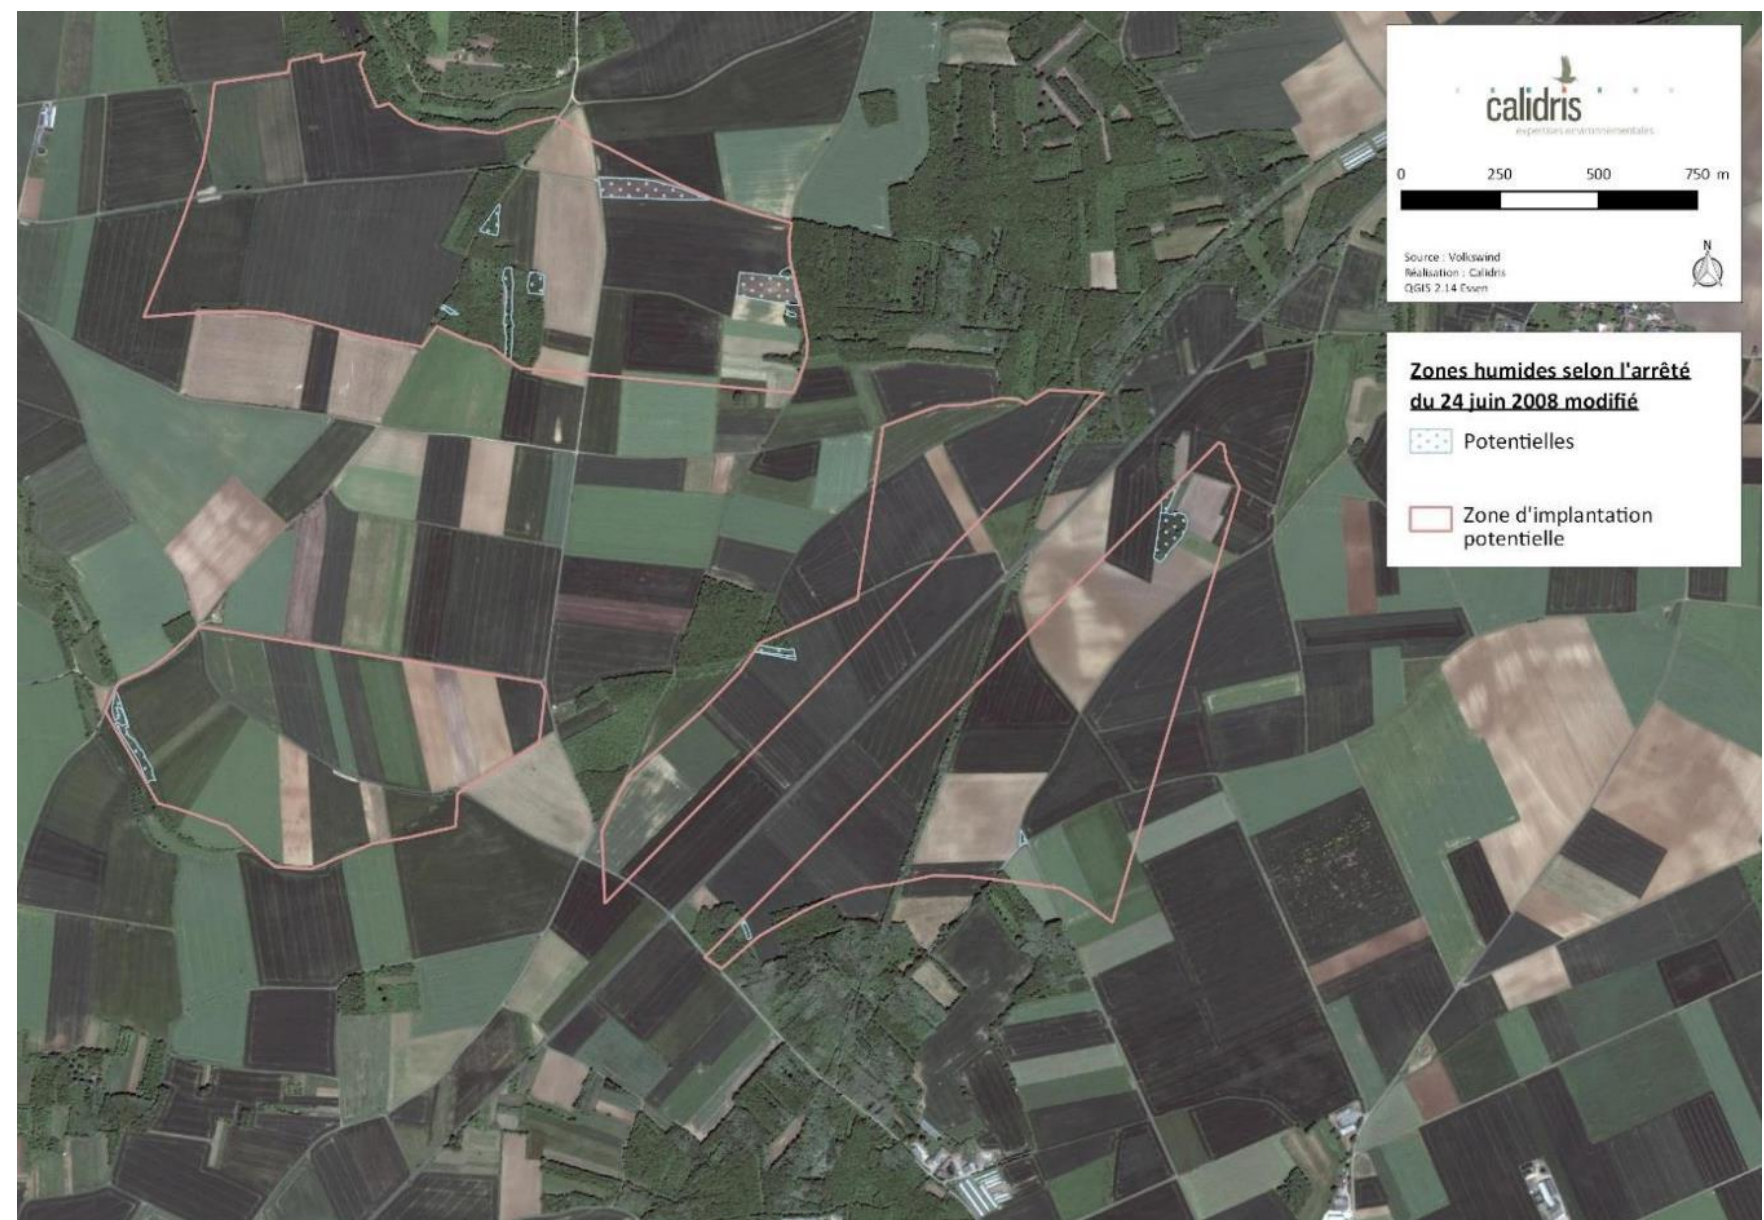 calidris
expertises environnementales
0 250 500 750 m
Source : Volkswind
Réalisation : Calidris
QGIS 2.14 Essen
N
Zones humides selon l'arrêté
du 24 juin 2008 modifié
Potentielles
Zone d'implantation
potentielle